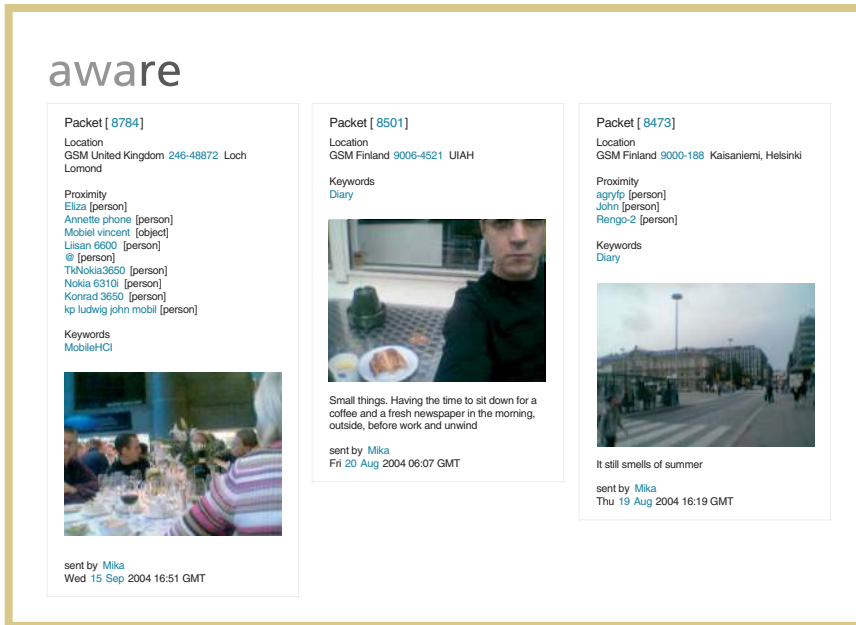 aware
Packet [ 8784]
Location
GSM United Kingdom 246-48872 Loch
Lomond
Proximity
Eliza [person]
Annette phone [person]
Mobiel vincent [object]
Liisan 6600 [person]
@ [person]
TkNokia3650 [person]
Nokia 6310i [person]
Konrad 3650 [person]
kp ludwig john mobil [person]
Keywords
MobileHCI
sent by Mika
Wed 15 Sep 2004 16:51 GMT
Packet [ 8501]
Location
GSM Finland 9006-4521 UIAH
Keywords
Diary
Small things. Having the time to sit down for a
coffee and a fresh newspaper in the morning,
outside, before work and unwind
sent by Mika
Fri 20 Aug 2004 06:07 GMT
Packet [ 8473]
Location
GSM Finland 9000-188 Kaisaniemi, Helsinki
Proximity
agryfp [person]
John [person]
Rengo-2 [person]
Keywords
Diary
It still smells of summer
sent by Mika
Thu 19 Aug 2004 16:19 GMT